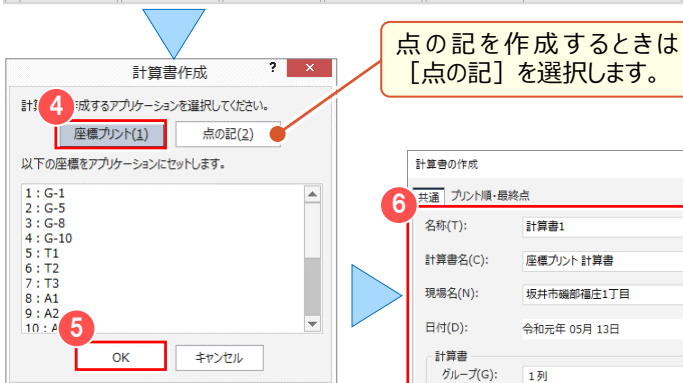 点の記を作成するときは
［点の記］を選択します。
計算書作成
?
×
計 4 成するアプリケーションを選択してください。
座標プリント(1)
点の記(2)
以下の座標をアプリケーションにセットします。
1 : G-1
2 : G-5
3 : G-8
4 : G-10
5 : T1
6 : T2
7 : T3
8 : A1
9 : A2
10 : A
5
OK
キャンセル
計算書の作成
6
共通
プリント順・最終点
名称(T):
計算書1
計算書名(C):
座標プリント 計算書
現場名(N):
坂井市磯部福庄1丁目
日付(D):
令和元年 05月 13日
計算書
グループ(G):
1列